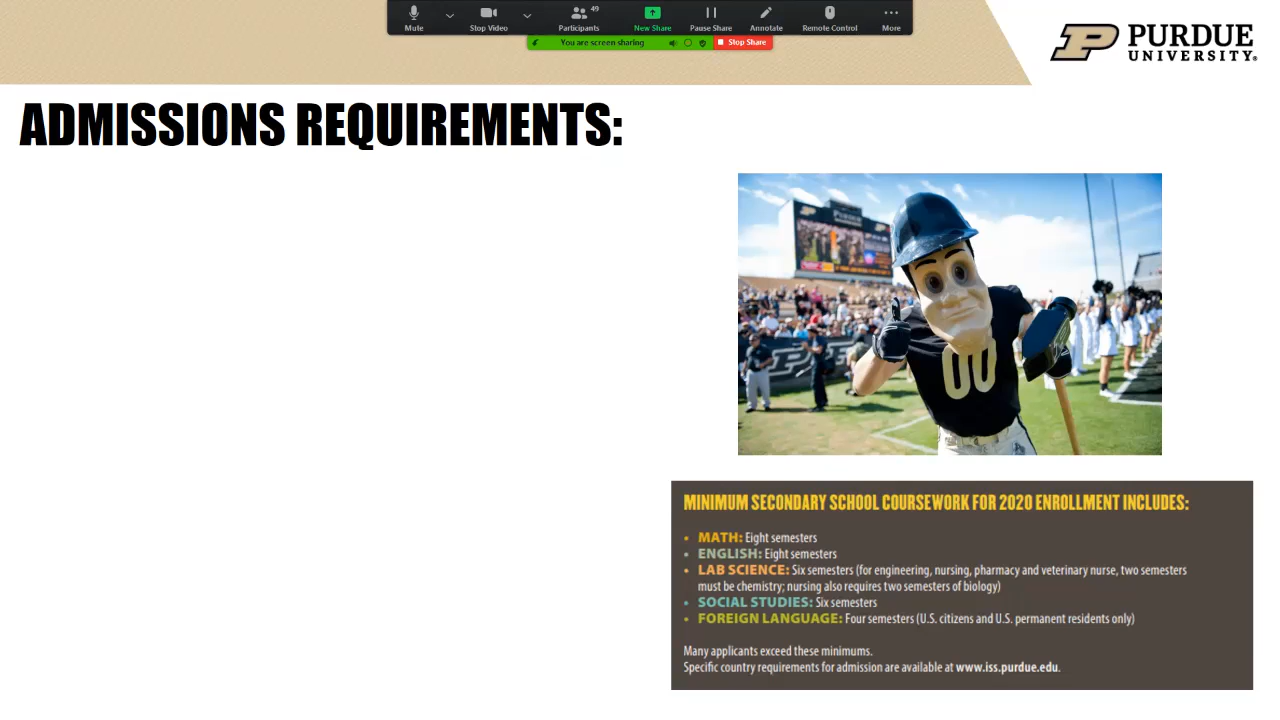 Mute
Stop Video
Participants
49
New Share
Pause Share
Annotate
Remote Control
More
You are screen sharing
Stop Share
PURDUE
UNIVERSITY®
ADMISSIONS REQUIREMENTS:
PURDUE
PURDUE
00
MINIMUM SECONDARY SCHOOL COURSEWORK FOR 2020 ENROLLMENT INCLUDES:
• MATH: Eight semesters
• ENGLISH: Eight semesters
• LAB SCIENCE: Six semesters (for engineering, nursing, pharmacy and veterinary nurse, two semesters
must be chemistry; nursing also requires two semesters of biology)
• SOCIAL STUDIES: Six semesters
• FOREIGN LANGUAGE: Four semesters (U.S. citizens and U.S. permanent residents only)
Many applicants exceed these minimums.
Specific country requirements for admission are available at www.iss.purdue.edu.